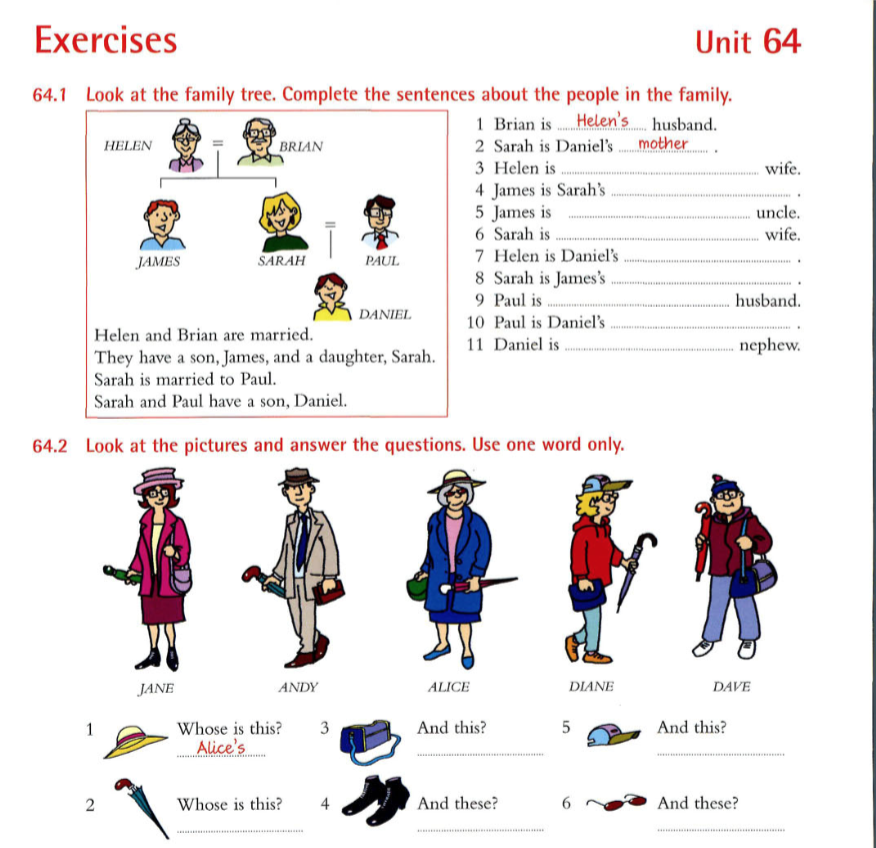 Exercises
Unit 64
64.1 Look at the family tree. Complete the sentences about the people in the family.
HELEN = BRIAN
=
JAMES SARAH PAUL
DANIEL
Helen and Brian are married.
They have a son, James, and a daughter, Sarah.
Sarah is married to Paul.
Sarah and Paul have a son, Daniel.
1 Brian is ....Helen's.... husband.
2 Sarah is Daniel's ....mother.... .
3 Helen is .................... wife.
4 James is Sarah's .................... .
5 James is .................... uncle.
6 Sarah is .................... wife.
7 Helen is Daniel's .................... .
8 Sarah is James's .................... .
9 Paul is .................... husband.
10 Paul is Daniel's .................... .
11 Daniel is .................... nephew.
64.2 Look at the pictures and answer the questions. Use one word only.
JANE ANDY ALICE DIANE DAVE
1 Whose is this?
....Alice's....
3 And this?
....................
5 And this?
....................
2 Whose is this?
....................
4 And these?
....................
6 And these?
....................